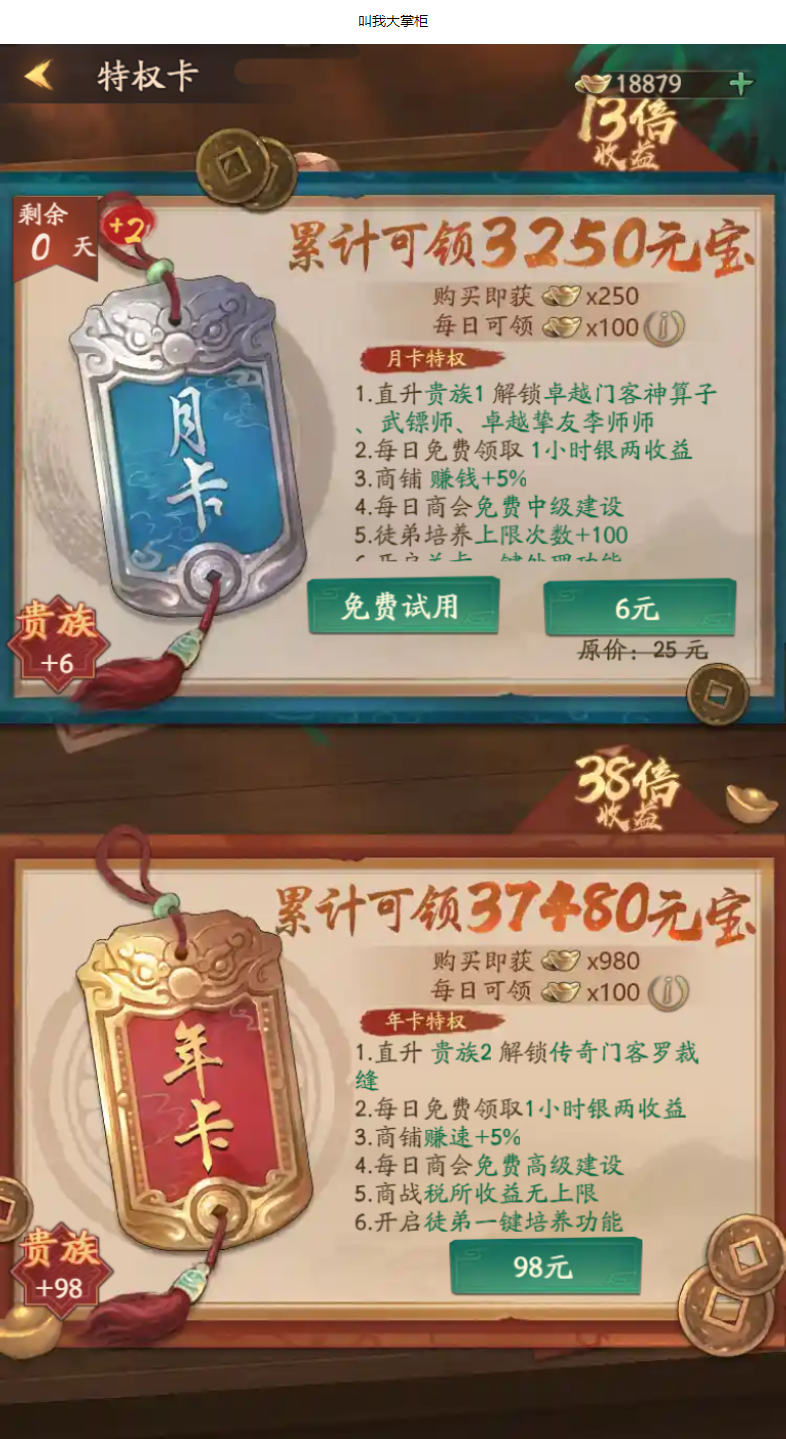 叫我大掌柜
特权卡
18879
13倍
收益
剩余
0 天
+2
累计可领3250元宝
购买即获 x250
每日可领 x100
月卡特权
月卡
1.直升贵族1 解锁卓越门客神算子
、武镖师、卓越挚友李师师
2.每日免费领取 1小时银两收益
3.商铺 赚钱+5%
4.每日商会免费中级建设
5.徒弟培养上限次数+100
免费试用
6元
原价：25 元
贵族
+6
38倍
收益
累计可领37480元宝
购买即获 x980
每日可领 x100
年卡特权
年卡
1.直升 贵族2 解锁传奇门客罗裁
缝
2.每日免费领取1小时银两收益
3.商铺赚速+5%
4.每日商会免费高级建设
5.商战税所收益无上限
6.开启徒弟一键培养功能
98元
贵族
+98